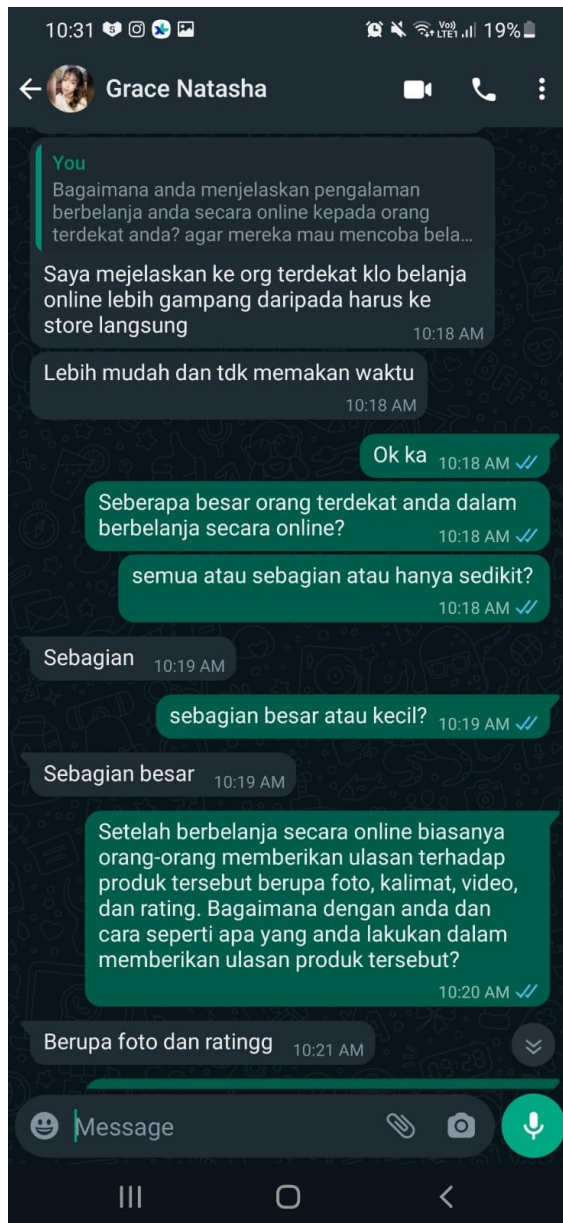 10:31
19%
Grace Natasha
You
Bagaimana anda menjelaskan pengalaman
berbelanja anda secara online kepada orang
terdekat anda? agar mereka mau mencoba bela...
Saya mejelaskan ke org terdekat klo belanja
online lebih gampang daripada harus ke
store langsung
10:18 AM
Lebih mudah dan tdk memakan waktu
10:18 AM
Ok ka 10:18 AM
Seberapa besar orang terdekat anda dalam
berbelanja secara online?
10:18 AM
semua atau sebagian atau hanya sedikit?
10:18 AM
Sebagian 10:19 AM
sebagian besar atau kecil? 10:19 AM
Sebagian besar 10:19 AM
Setelah berbelanja secara online biasanya
orang-orang memberikan ulasan terhadap
produk tersebut berupa foto, kalimat, video,
dan rating. Bagaimana dengan anda dan
cara seperti apa yang anda lakukan dalam
memberikan ulasan produk tersebut?
10:20 AM
Berupa foto dan ratingg 10:21 AM
Message